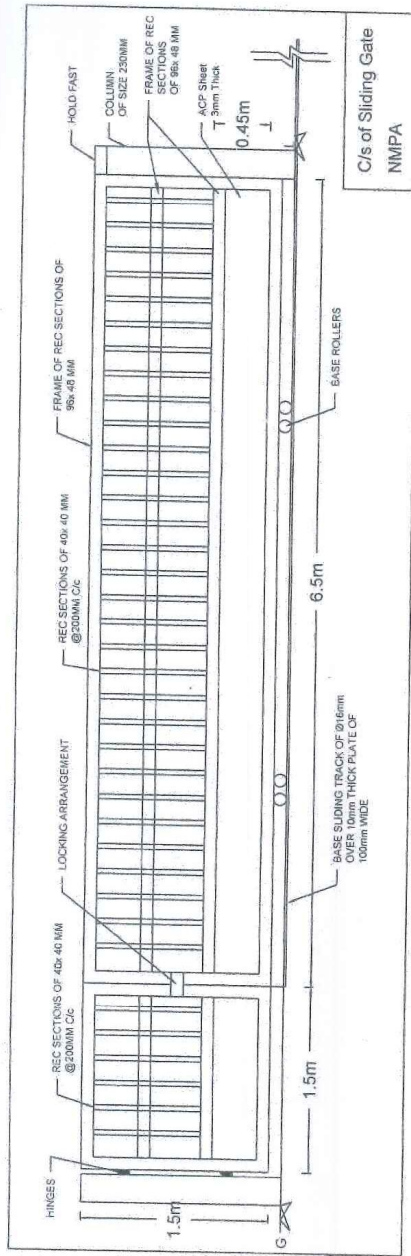 HINGES
REC SECTIONS OF 40x 40 MM
@200MM C/c
LOCKING ARRANGEMENT
REC SECTIONS OF 40x 40 MM
@200MM C/c
FRAME OF REC SECTIONS OF
96x 48 MM
HOLD FAST
COLUMN
OF SIZE 230MM
FRAME OF REC
SECTIONS
OF 96x 48 MM
ACP Sheet
3mm Thick
0.45m
1.5m
G
1.5m
BASE SLIDING TRACK OF Ø16mm
OVER 10mm THICK PLATE OF
100mm WIDE
6.5m
BASE ROLLERS
C/s of Sliding Gate
NMPA